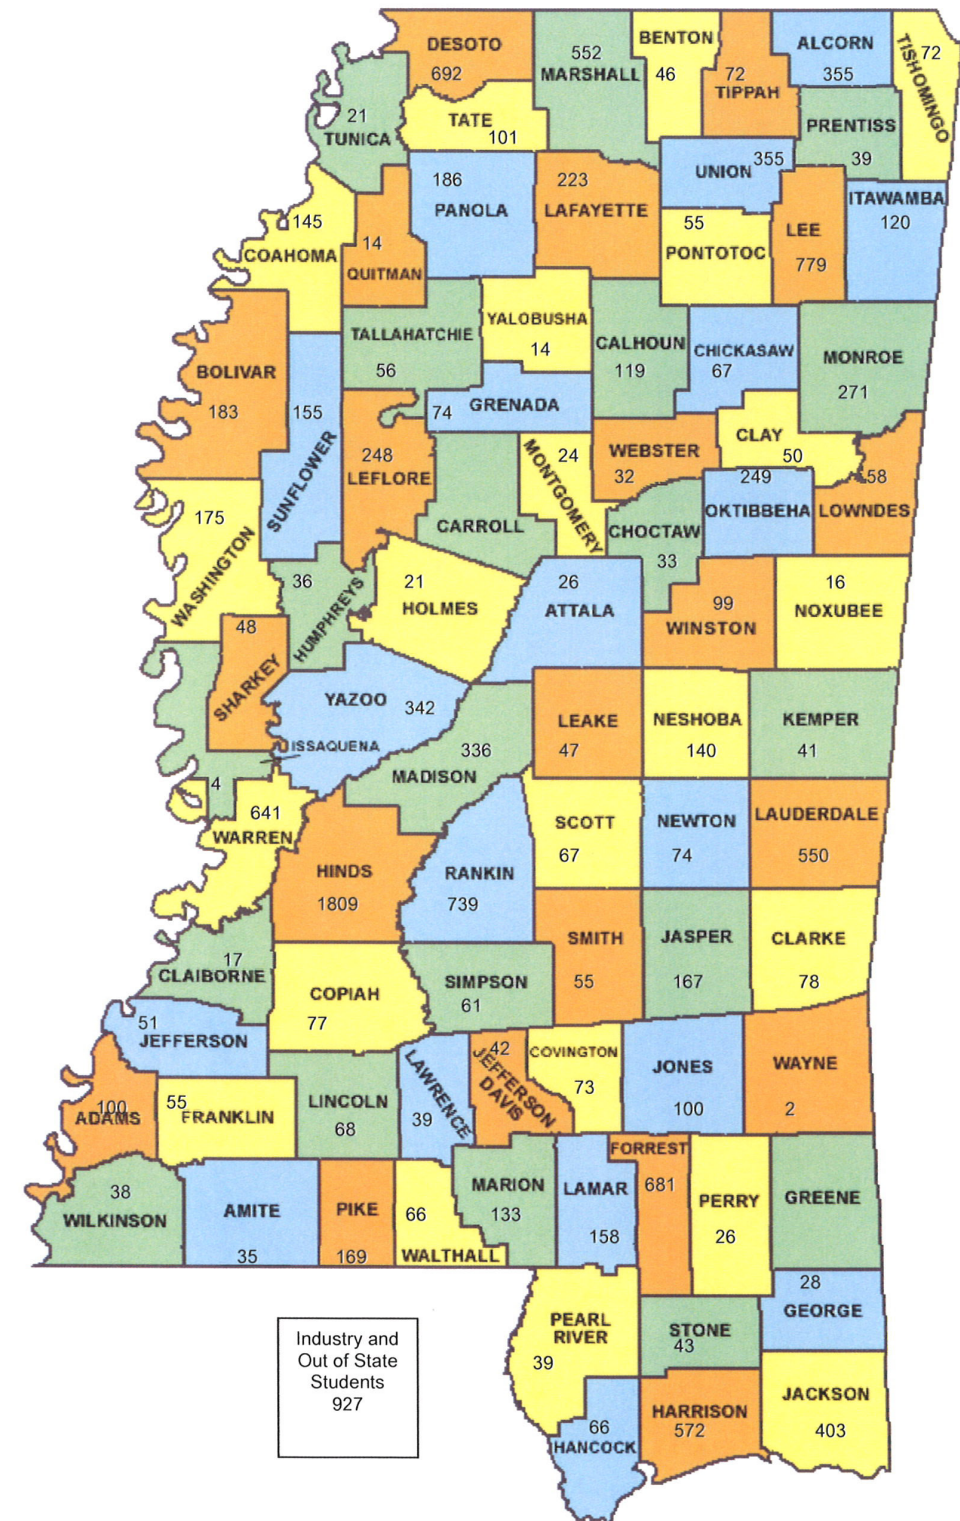 DESOTO
692
552
MARSHALL
BENTON
46
72
TIPPAH
ALCORN
355
72
TISHOMINGO
21
TUNICA
TATE
101
PRENTISS
39
UNION
355
186
PANOLA
223
LAFAYETTE
ITAWAMBA
120
145
COAHOMA
14
QUITMAN
55
PONTOTOC
LEE
779
TALLAHATCHIE
56
YALOBUSHA
14
CALHOUN
119
CHICKASAW
67
MONROE
271
BOLIVAR
183
155
SUNFLOWER
74
GRENADA
248
LEFLORE
CARROLL
24
MONTGOMERY
WEBSTER
32
CLAY
50
58
LOWNDES
249
OKTIBBEHA
175
WASHINGTON
CHOCTAW
33
36
HUMPHREYS
21
HOLMES
26
ATTALA
99
WINSTON
16
NOXUBEE
48
SHARKEY
YAZOO
342
ISSAQUENA
4
336
MADISON
LEAKE
47
NESHOBA
140
KEMPER
41
641
WARREN
HINDS
1809
RANKIN
739
SCOTT
67
NEWTON
74
LAUDERDALE
550
17
CLAIBORNE
COPIAH
77
SIMPSON
61
SMITH
55
JASPER
167
CLARKE
78
51
JEFFERSON
LAWRENCE
39
42
JEFFERSON
DAVIS
COVINGTON
73
JONES
100
WAYNE
2
100
ADAMS
55
FRANKLIN
LINCOLN
68
38
WILKINSON
AMITE
35
PIKE
169
66
WALTHALL
MARION
133
LAMAR
158
FORREST
681
PERRY
26
GREENE
28
GEORGE
PEARL
RIVER
39
STONE
43
66
HANCOCK
HARRISON
572
JACKSON
403
Industry and
Out of State
Students
927